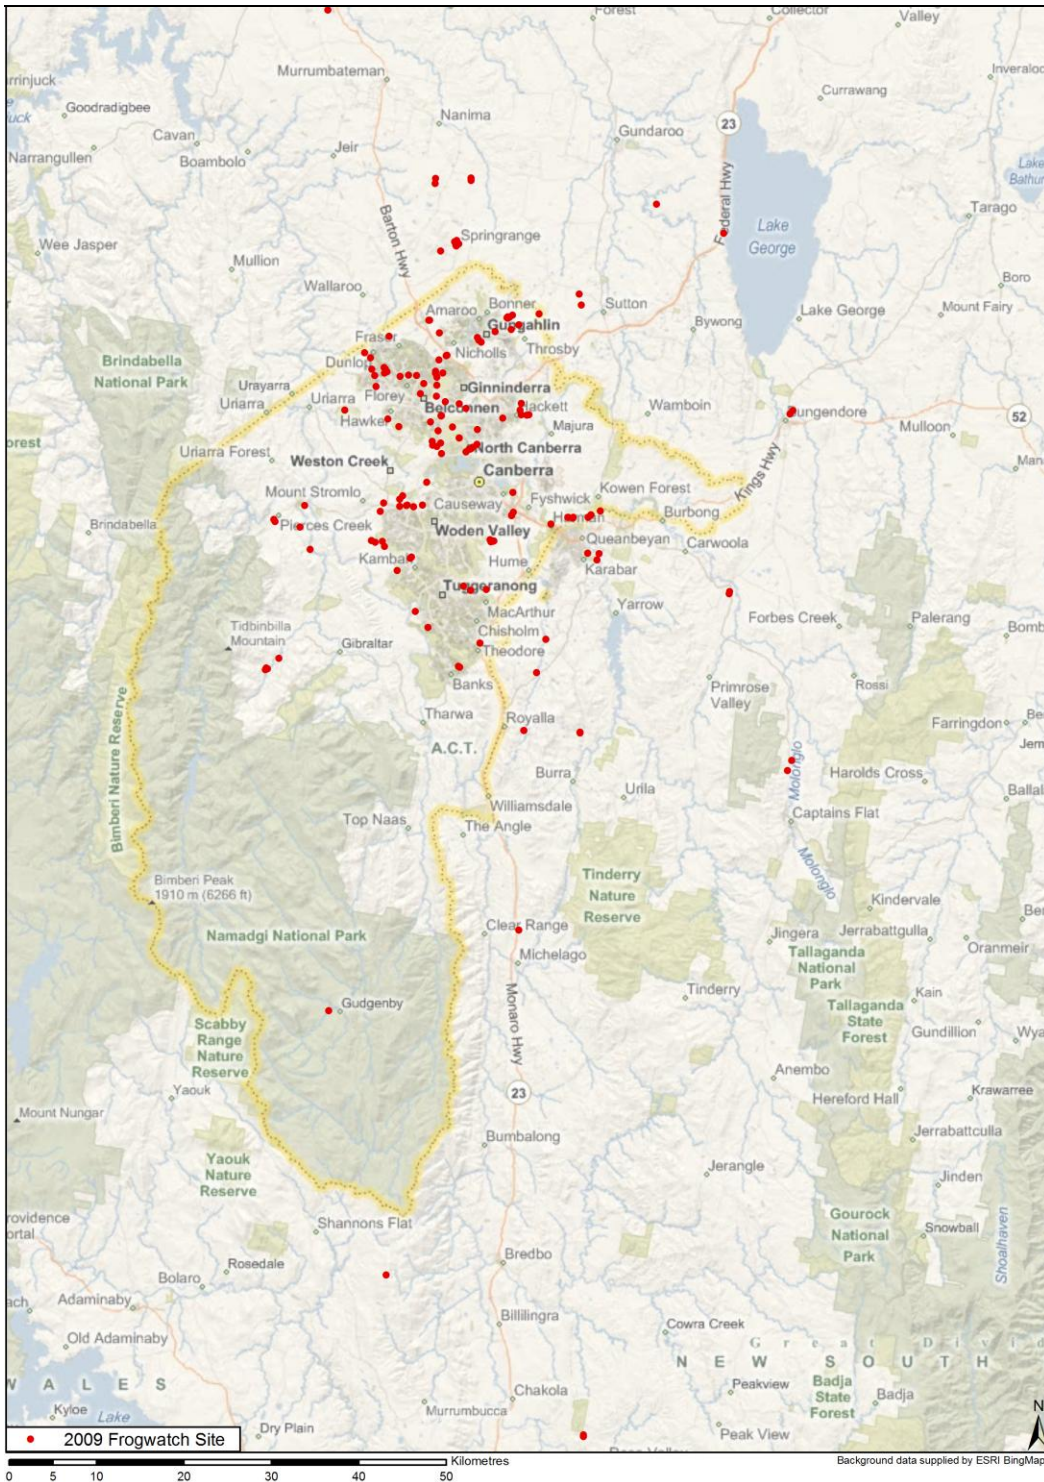 Forest
Collector
Valley
Murrumbateman
Inveraloc
rrinjuck
Currawang
Goodradigbee
Nanima
23
uck
Cavan
Gundaroo
Narrangullen
Boambolo
Jeir
Lake
Bathur
Federal Hwy
Tarago
Barton Hwy
Lake
George
Wee Jasper
Springrange
Mullion
Boro
Wallaroo
Bonner
Sutton
Mount Fairy
Amaroo
Lake George
Gungahlin
Bywong
Fraser
Nicholls
Throsby
Brindabella
National Park
Dunlop
Urayarra
Ginninderra
Florey
Uriarra
Uriarra
Belconnen
Hackett
Wamboin
Bungendore
52
Hawker
Majura
Mulloon
orest
Uriarra Forest
North Canberra
Weston Creek
Canberra
Kings Hwy
Man
Mount Stromlo
Causeway
Fyshwick
Kowen Forest
Burbong
Brindabella
Pierces Creek
Woden Valley
Harman
Queanbeyan
Carwoola
Kambah
Hume
Karabar
Tuggeranong
MacArthur
Yarrow
Forbes Creek
Palerang
Tidbinbilla
Mountain
Gibraltar
Chisholm
Theodore
Bomb
Banks
Primrose
Valley
Rossi
Bimberi Nature Reserve
Tharwa
Royalla
Farringdon
Be
A.C.T.
Jem
Burra
Molonglo
Harolds Cross
Urila
Ballal
Williamsdale
Top Naas
The Angle
Captains Flat
Molonglo
Bimberi Peak
1910 m (6266 ft)
Tinderry
Nature
Reserve
Kindervale
Ber
Namadgi National Park
Clear Range
Jingera
Jerrabattgulla
Oranmeir
Michelago
Tallaganda
National
Park
Tinderry
Kain
Gudgenby
Monaro Hwy
Tallaganda
State
Forest
Gundillion
Wya
Scabby
Range
Nature
Reserve
Anembo
Yaouk
23
Hereford Hall
Krawarree
Mount Nungar
Bumbalong
Jerrabattculla
Yaouk
Nature
Reserve
Jerangle
Jinden
rovidence
ortal
Shannons Flat
Gourock
National
Park
Snowball
Shoalhaven
Bredbo
Rosedale
Bolaro
Adaminaby
ach
Billilingra
Cowra Creek
Old Adaminaby
Great Divid
NEW SOUTH
WALES
Badja
State
Forest
Peakview
Badja
Chakola
Kyloe
Lake
Murrumbucca
Dry Plain
Peak View
N
2009 Frogwatch Site
Kilometres
0 5 10 20 30 40 50
Background data supplied by ESRI BingMap